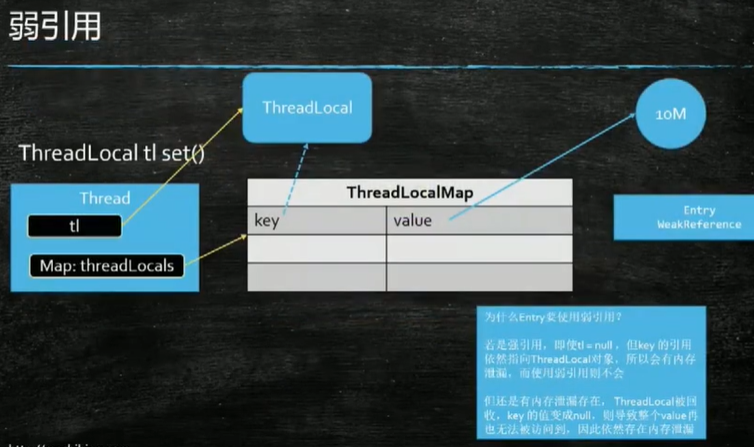 弱引用
ThreadLocal
10M
ThreadLocal tl set()
Thread
tl
Map: threadLocals
ThreadLocalMap
key
value
Entry
WeakReference
为什么Entry要使用弱引用？
若是强引用，即使tl = null，但key 的引用
依然指向ThreadLocal对象，所以会有内存
泄漏，而使用弱引用则不会
但还是有内存泄漏存在，ThreadLocal被回
收，key 的值变成null，则导致整个value再
也无法被访问到，因此依然存在内存泄漏